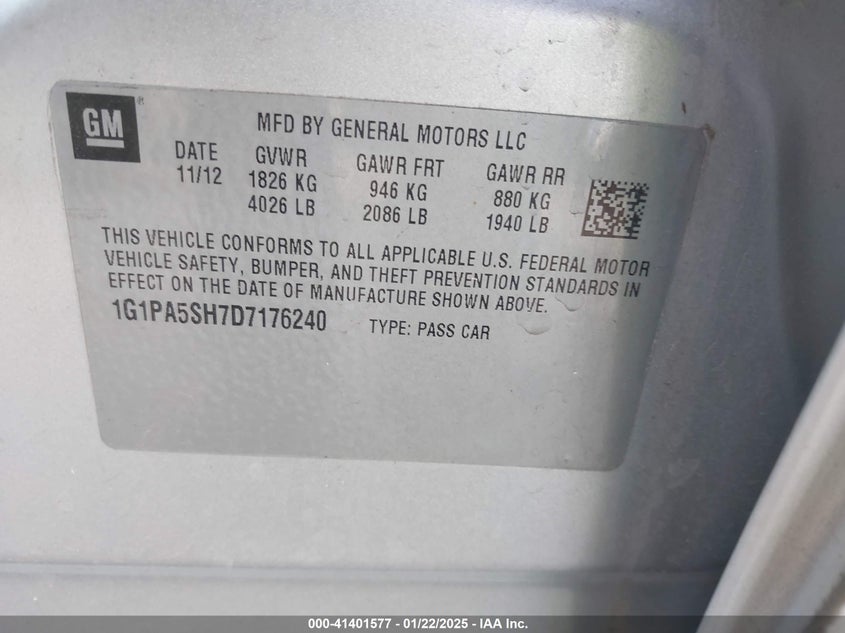 GM
MFD BY GENERAL MOTORS LLC
DATE GVWR GAWR FRT GAWR RR
11/12 1826 KG 946 KG 880 KG
4026 LB 2086 LB 1940 LB
THIS VEHICLE CONFORMS TO ALL APPLICABLE U.S. FEDERAL MOTOR
VEHICLE SAFETY, BUMPER, AND THEFT PREVENTION STANDARDS IN
EFFECT ON THE DATE OF MANUFACTURE SHOWN ABOVE.
1G1PA5SH7D7176240 TYPE: PASS CAR
000-41401577 - 01/22/2025 - IAA Inc.